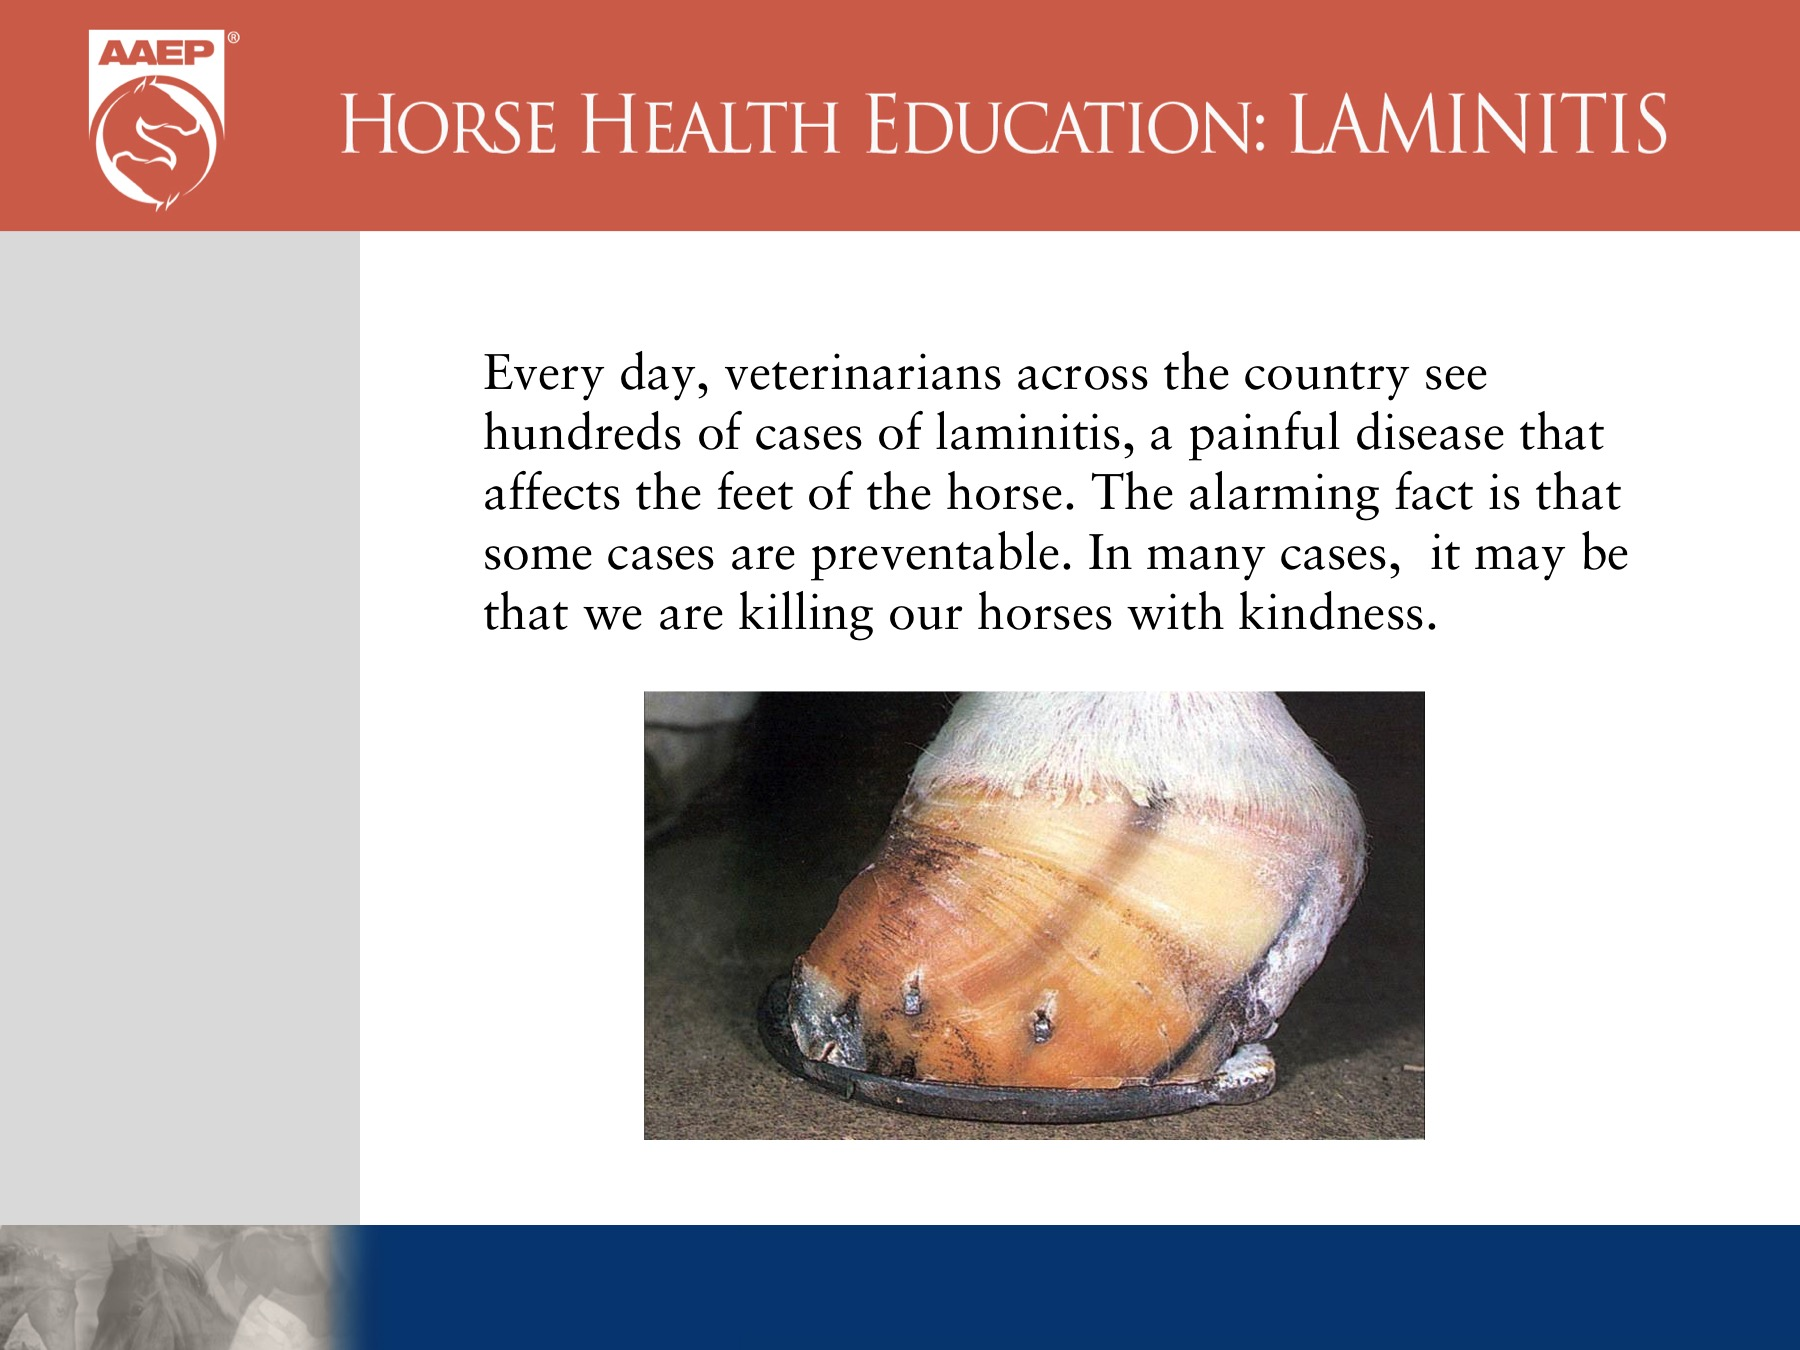 AAEP®
HORSE HEALTH EDUCATION: LAMINITIS
Every day, veterinarians across the country see
hundreds of cases of laminitis, a painful disease that
affects the feet of the horse. The alarming fact is that
some cases are preventable. In many cases,  it may be
that we are killing our horses with kindness.